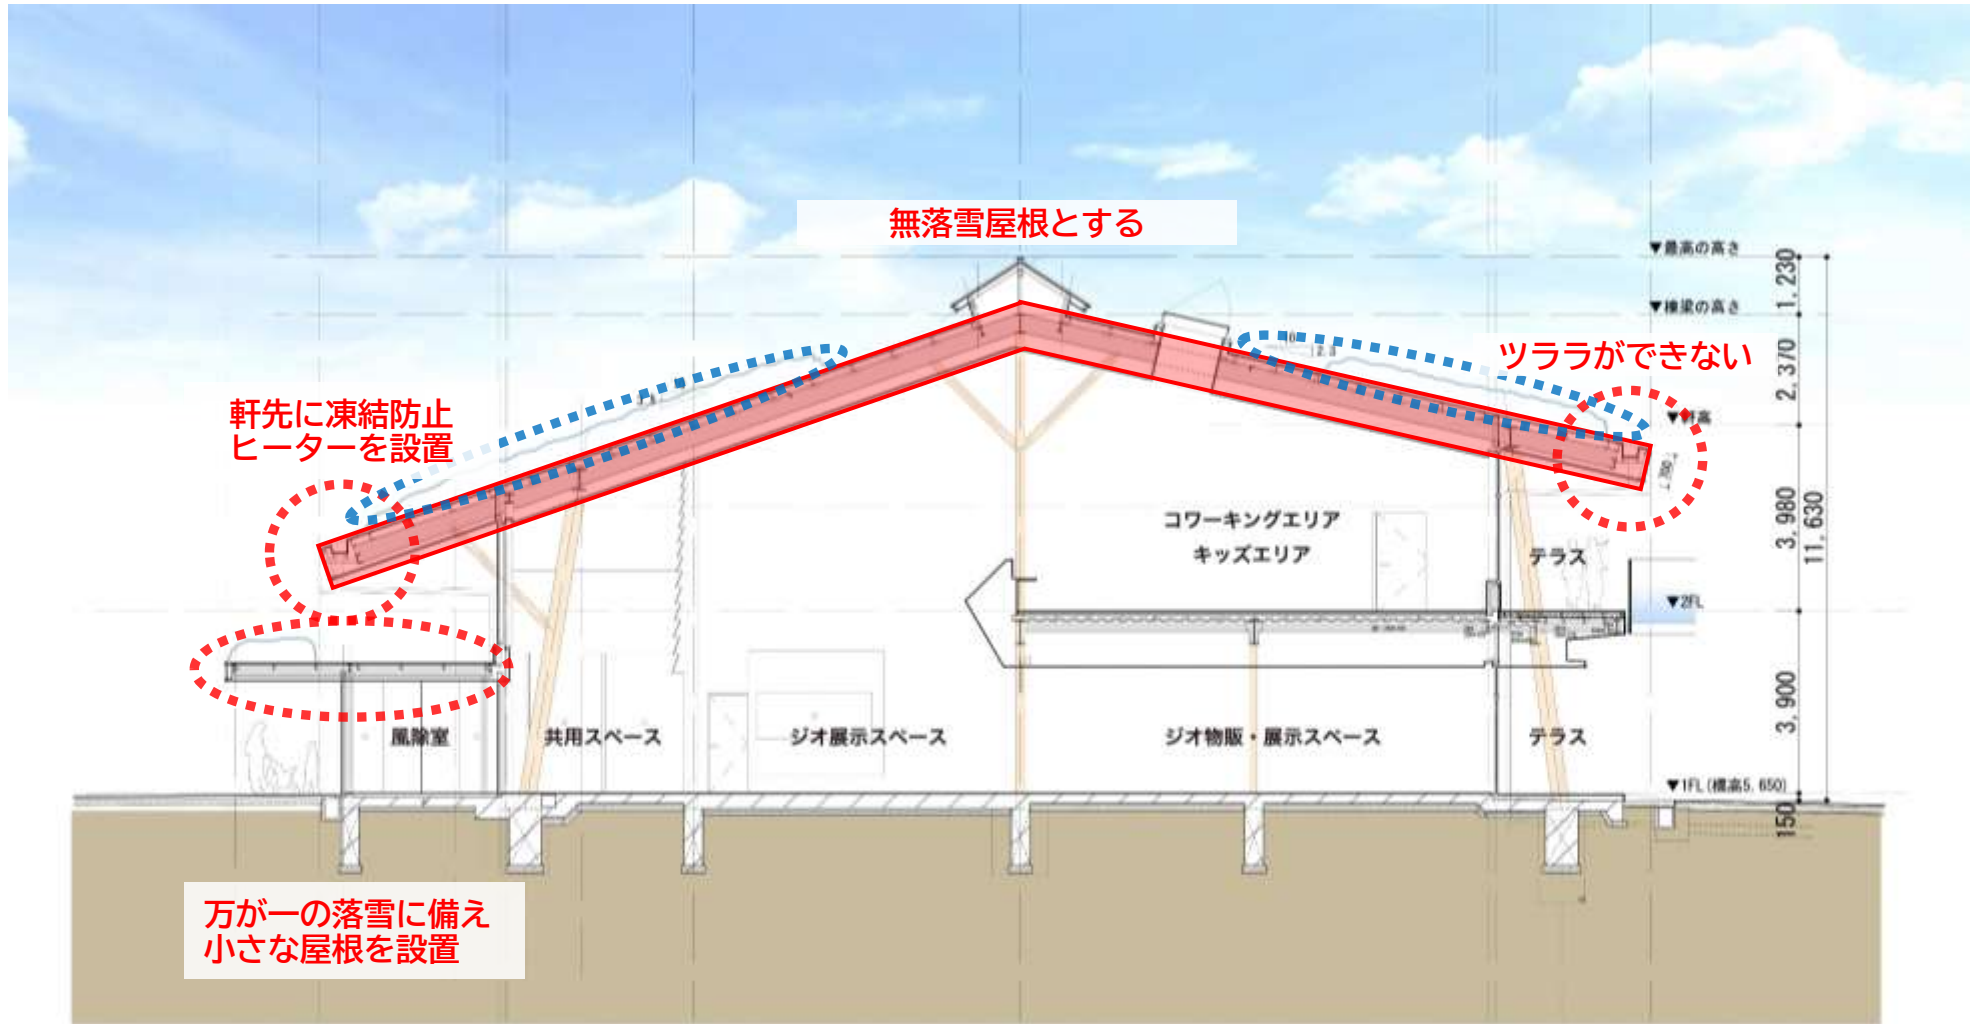 無落雪屋根とする
▼最高の高さ
1,230
▼棟梁の高さ
2,370
ツララができない
軒先に凍結防止
ヒーターを設置
コワーキングエリア
キッズエリア
テラス
3,980
11,630
▼2FL
風除室
共用スペース
ジオ展示スペース
ジオ物販・展示スペース
テラス
3,900
▼1FL(標高5,650)
150
万が一の落雪に備え
小さな屋根を設置